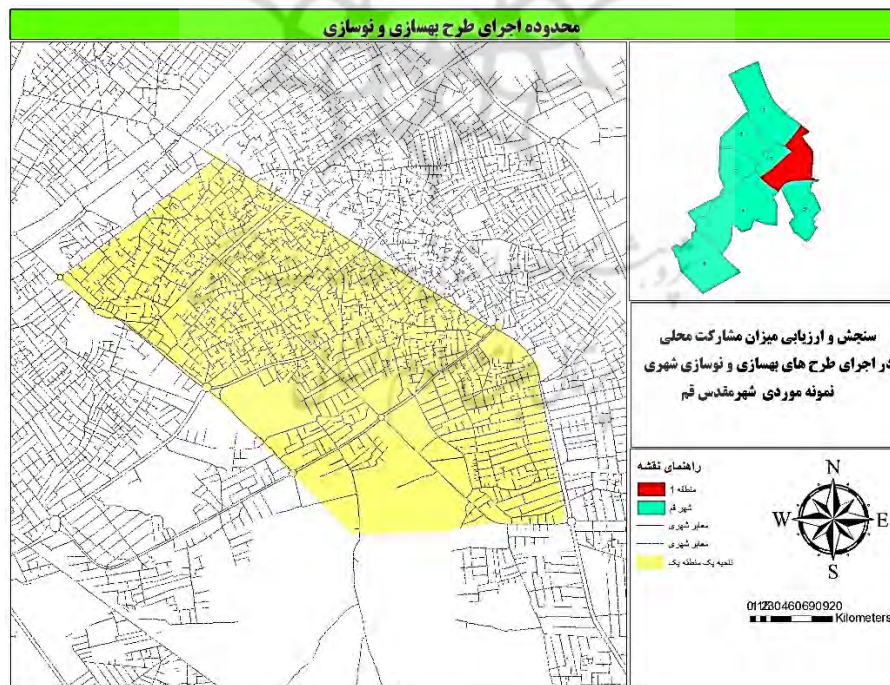 محدوده اجرای طرح بهسازی و نوسازی
سنجش و ارزیابی میزان مشارکت محلی
در اجرای طرح های بهسازی و نوسازی شهری
نمونه موردی شهرمقدس قم
راهنمای نقشه
منطقه 1
شهر قم
معابر شهری
معابر شهری
ناحیه یک منطقه یک
N
W E
S
Kilometers